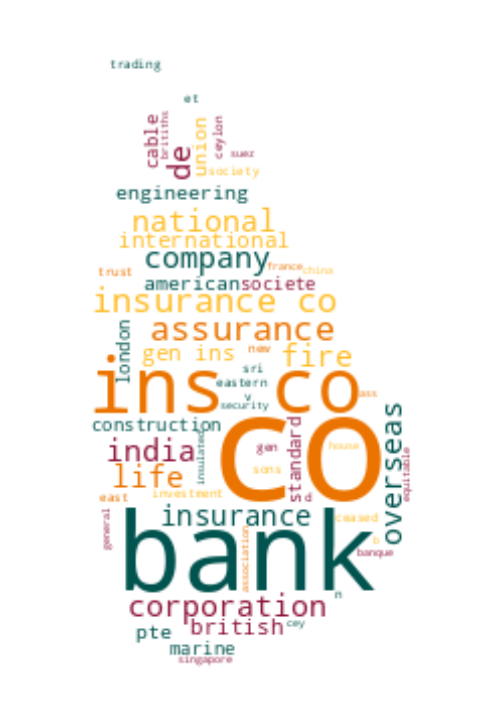 trading
et
cable
britiths
de
union
ceylon
suez
society
engineering
national
international
company
trust
france
china
american
societe
insurance co
london
assurance
gen ins
new
fire
sri
eastern
ins co
ass
v
security
construction
co
overseas
india
insulated
gen
standard
house
equitable
life
sons
east
investment
d
general
insurance
ceased
bank
association
b
banque
n
corporation
pte
british
cey
marine
singapore